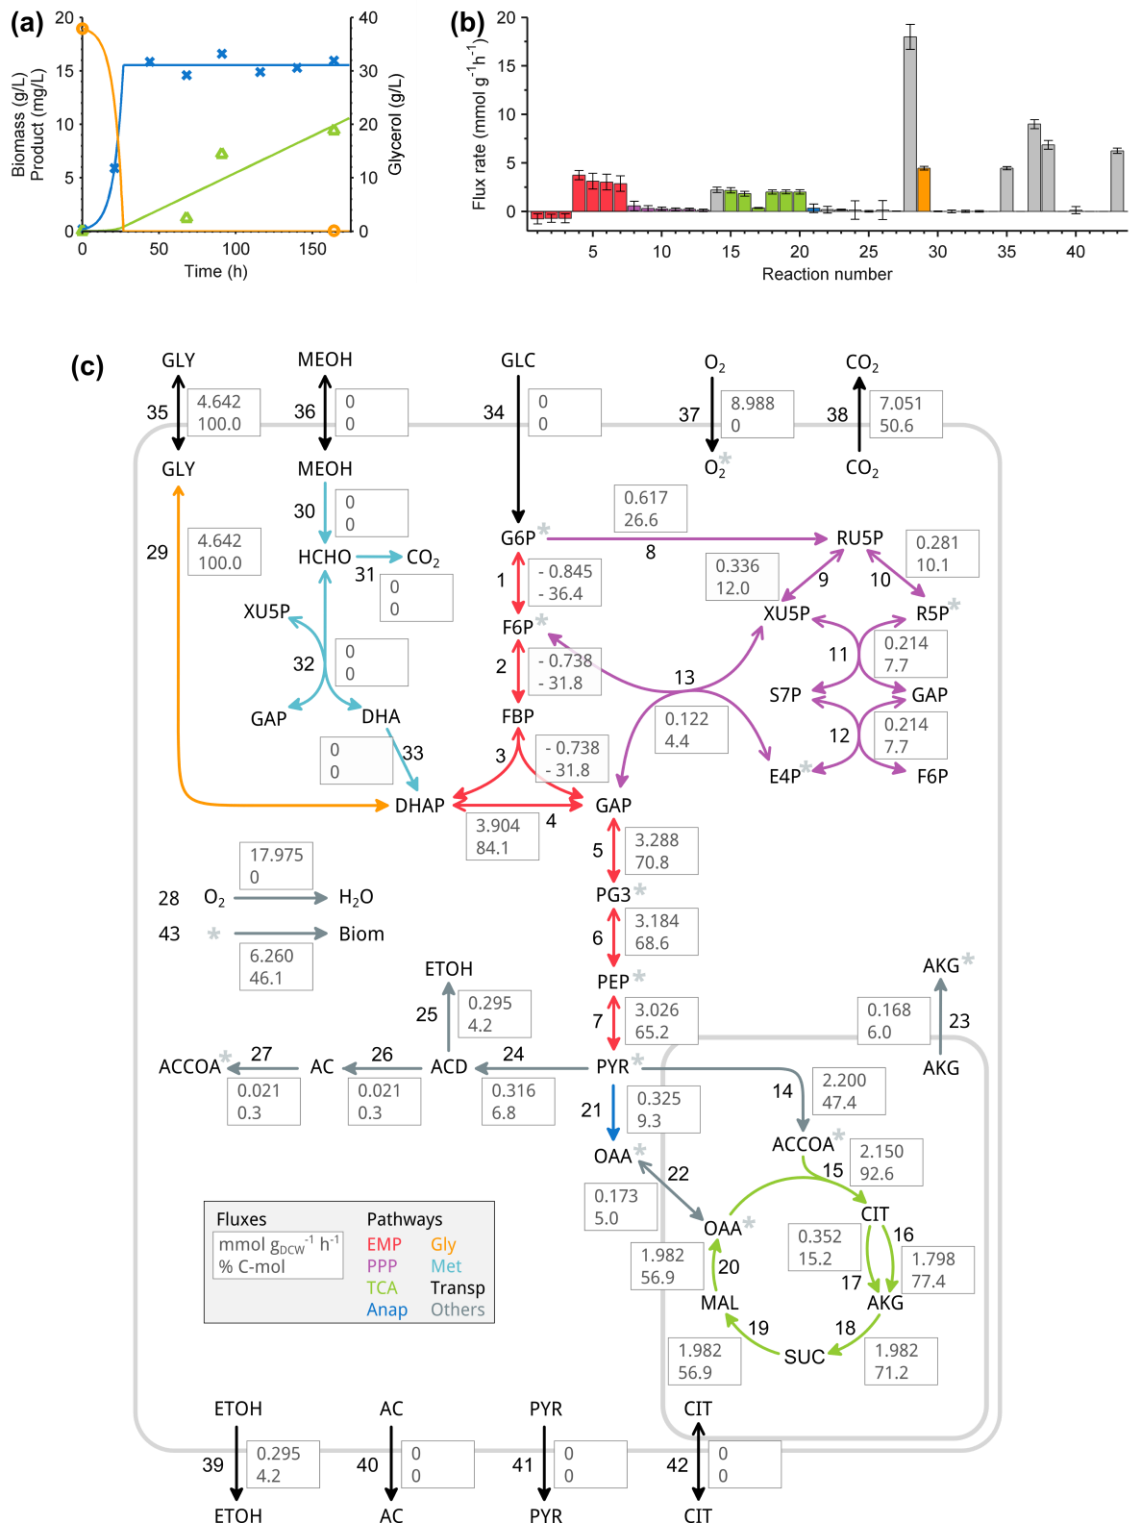 (a)
20
15
10
5
0
Biomass (g/L)
Product (mg/L)
40
30
20
10
0
Glycerol (g/L)
0 50 100 150
Time (h)
(b)
20
15
10
5
0
Flux rate (mmol g⁻¹h⁻¹)
5 10 15 20 25 30 35 40
Reaction number
(c)
GLY MEOH GLC O₂ CO₂
35 4.642
100.0
36 0
0
34 0
0
37 8.988
0
38 7.051
50.6
GLY MEOH O₂* CO₂
29 4.642
100.0
30 0
0
G6P*
0.617
26.6
8
RU5P
HCHO 31 CO₂
0
0
1 - 0.845
- 36.4
0.336
12.0
9 10
0.281
10.1
XU5P F6P* XU5P R5P*
32 0
0
2 - 0.738
- 31.8
13
0.122
4.4
11 0.214
7.7
S7P GAP
GAP DHA FBP
0
0
33
3 - 0.738
- 31.8
12 0.214
7.7
E4P* F6P
DHAP 4 GAP
3.904
84.1
5 3.288
70.8
17.975
0
28 O₂ H₂O
PG3*
43 * Biom
6.260
46.1
6 3.184
68.6
ETOH PEP* AKG*
25 0.295
4.2
7 3.026
65.2
0.168
6.0
23
ACCOA* 27 AC 26 ACD 24 PYR* AKG
0.021
0.3
0.021
0.3
0.316
6.8
21 0.325
9.3
14 2.200
47.4
OAA* ACCOA*
22 15 2.150
92.6
0.173
5.0
OAA* CIT
0.352
15.2
16
1.982
56.9
20 17 1.798
77.4
MAL AKG
19 18
SUC
1.982
56.9
1.982
71.2
Fluxes Pathways
mmol g_DCW⁻¹ h⁻¹
% C-mol
EMP Gly
PPP Met
TCA Transp
Anap Others
ETOH AC PYR CIT
39 0.295
4.2
40 0
0
41 0
0
42 0
0
ETOH AC PYR CIT